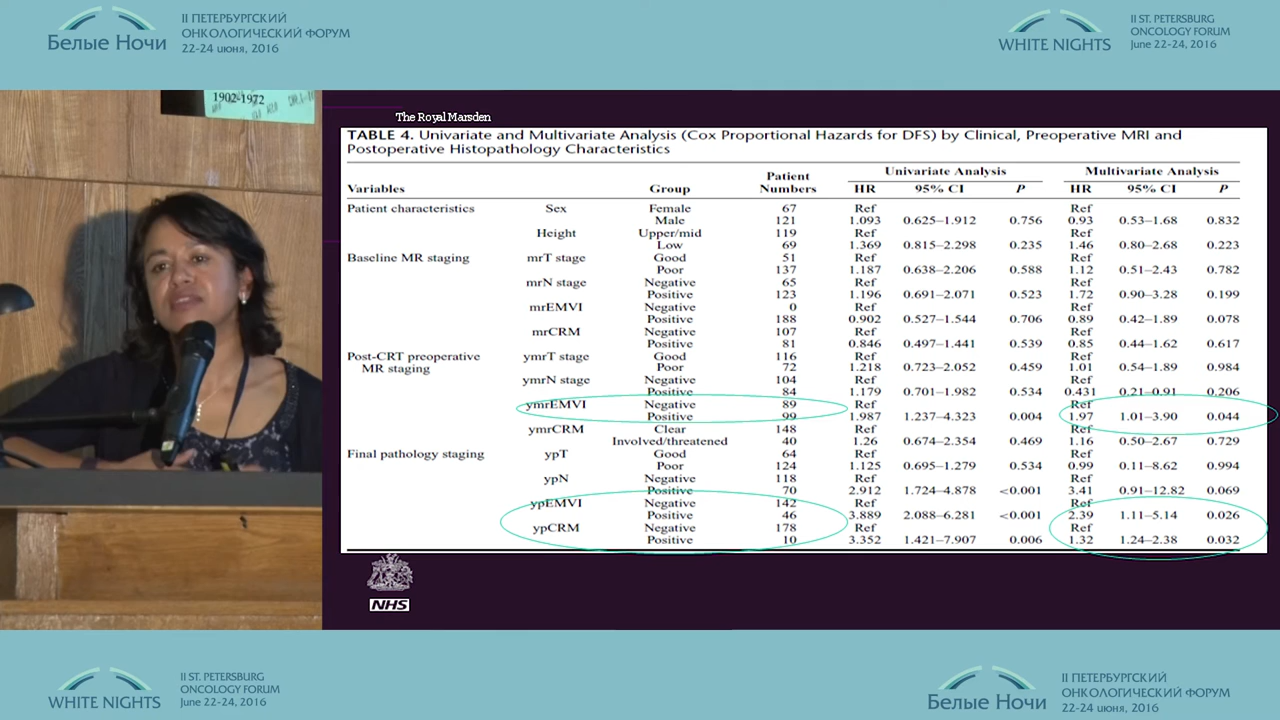 II ПЕТЕРБУРГСКИЙ
ОНКОЛОГИЧЕСКИЙ ФОРУМ
Белые Ночи
22-24 июня, 2016
II ST. PETERSBURG
ONCOLOGY FORUM
WHITE NIGHTS
June 22-24, 2016
1902-1972
The Royal Marsden
TABLE 4. Univariate and Multivariate Analysis (Cox Proportional Hazards for DFS) by Clinical, Preoperative MRI and
Postoperative Histopathology Characteristics
Patient Univariate Analysis Multivariate Analysis
Variables Group Numbers HR 95% CI P HR 95% CI P
Patient characteristics Sex Female 67 Ref Ref
Male 121 1.093 0.625–1.912 0.756 0.93 0.53–1.68 0.832
Height Upper/mid 119 Ref Ref
Low 69 1.369 0.815–2.298 0.235 1.46 0.80–2.68 0.223
Baseline MR staging mrT stage Good 51 Ref Ref
Poor 137 1.187 0.638–2.206 0.588 1.12 0.51–2.43 0.782
mrN stage Negative 65 Ref Ref
Positive 123 1.196 0.691–2.071 0.523 1.72 0.90–3.28 0.199
mrEMVI Negative 0 Ref Ref
Positive 188 0.902 0.527–1.544 0.706 0.89 0.42–1.89 0.078
mrCRM Negative 107 Ref Ref
Positive 81 0.846 0.497–1.441 0.539 0.85 0.44–1.62 0.617
Post-CRT preoperative ymrT stage Good 116 Ref Ref
MR staging Poor 72 1.218 0.723–2.052 0.459 1.01 0.54–1.89 0.984
ymrN stage Negative 104 Ref Ref
Positive 84 1.179 0.701–1.982 0.534 0.431 0.21–0.91 0.206
ymrEMVI Negative 89 Ref Ref
Positive 99 1.987 1.237–4.323 0.004 1.97 1.01–3.90 0.044
ymrCRM Clear 148 Ref Ref
Involved/threatened 40 1.26 0.674–2.354 0.469 1.16 0.50–2.67 0.729
Final pathology staging ypT Good 64 Ref Ref
Poor 124 1.125 0.695–1.279 0.534 0.99 0.11–8.62 0.994
ypN Negative 118 Ref Ref
Positive 70 2.912 1.724–4.878 <0.001 3.41 0.91–12.82 0.069
ypEMVI Negative 142 Ref Ref
Positive 46 3.889 2.088–6.281 <0.001 2.39 1.11–5.14 0.026
ypCRM Negative 178 Ref Ref
Positive 10 3.352 1.421–7.907 0.006 1.32 1.24–2.38 0.032
NHS
II ST. PETERSBURG
ONCOLOGY FORUM
WHITE NIGHTS
June 22-24, 2016
II ПЕТЕРБУРГСКИЙ
ОНКОЛОГИЧЕСКИЙ ФОРУМ
Белые Ночи
22-24 июня, 2016